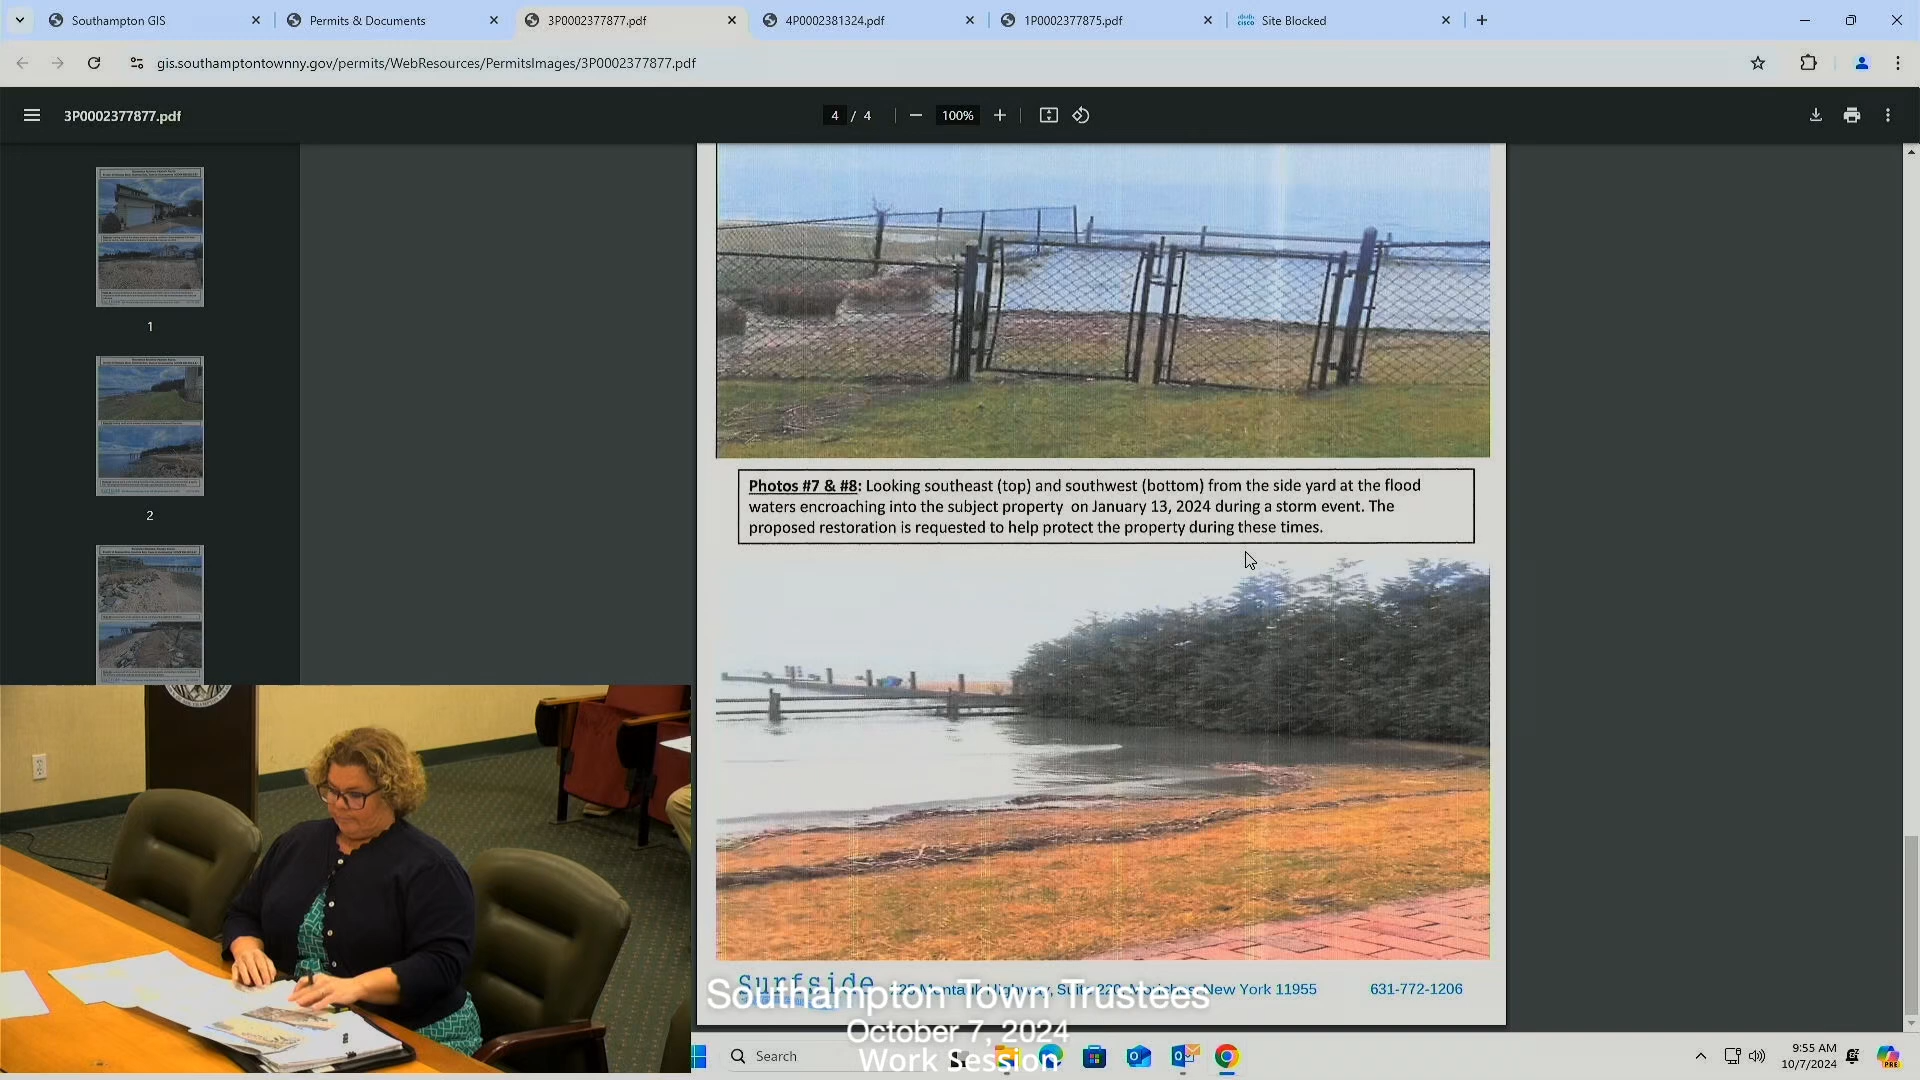 Southampton GIS
Permits & Documents
3P0002377877.pdf
4P0002381324.pdf
1P0002377875.pdf
Site Blocked
gis.southamptontownny.gov/permits/WebResources/PermitsImages/3P0002377877.pdf
3P0002377877.pdf
4 / 4
100%
1
2
Photos #7 & #8: Looking southeast (top) and southwest (bottom) from the side yard at the flood
waters encroaching into the subject property on January 13, 2024 during a storm event. The
proposed restoration is requested to help protect the property during these times.
Surfside
Montauk Highway, New York 11955
631-772-1206
Southampton Town Trustees
October 7, 2024
Work Session
Search
9:55 AM
10/7/2024
PRE